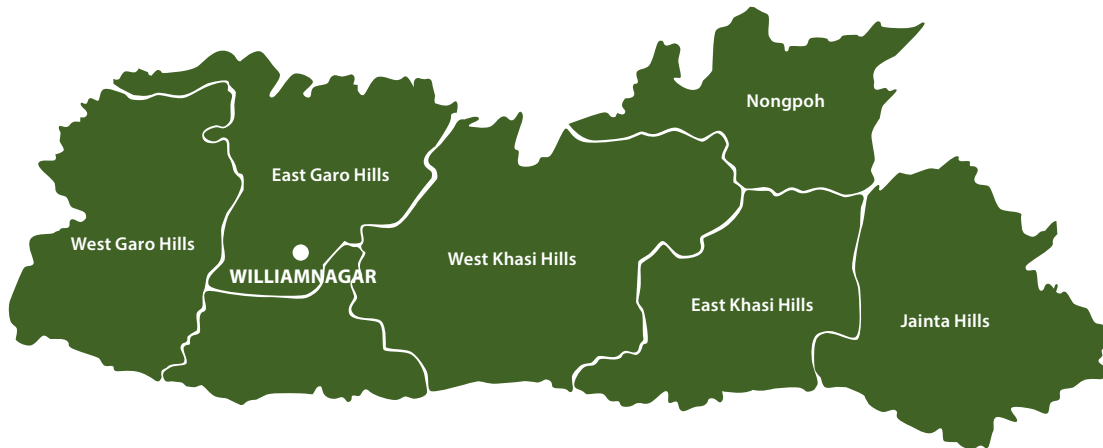 Nongpoh
East Garo Hills
West Garo Hills
WILLIAMNAGAR
West Khasi Hills
East Khasi Hills
Jainta Hills